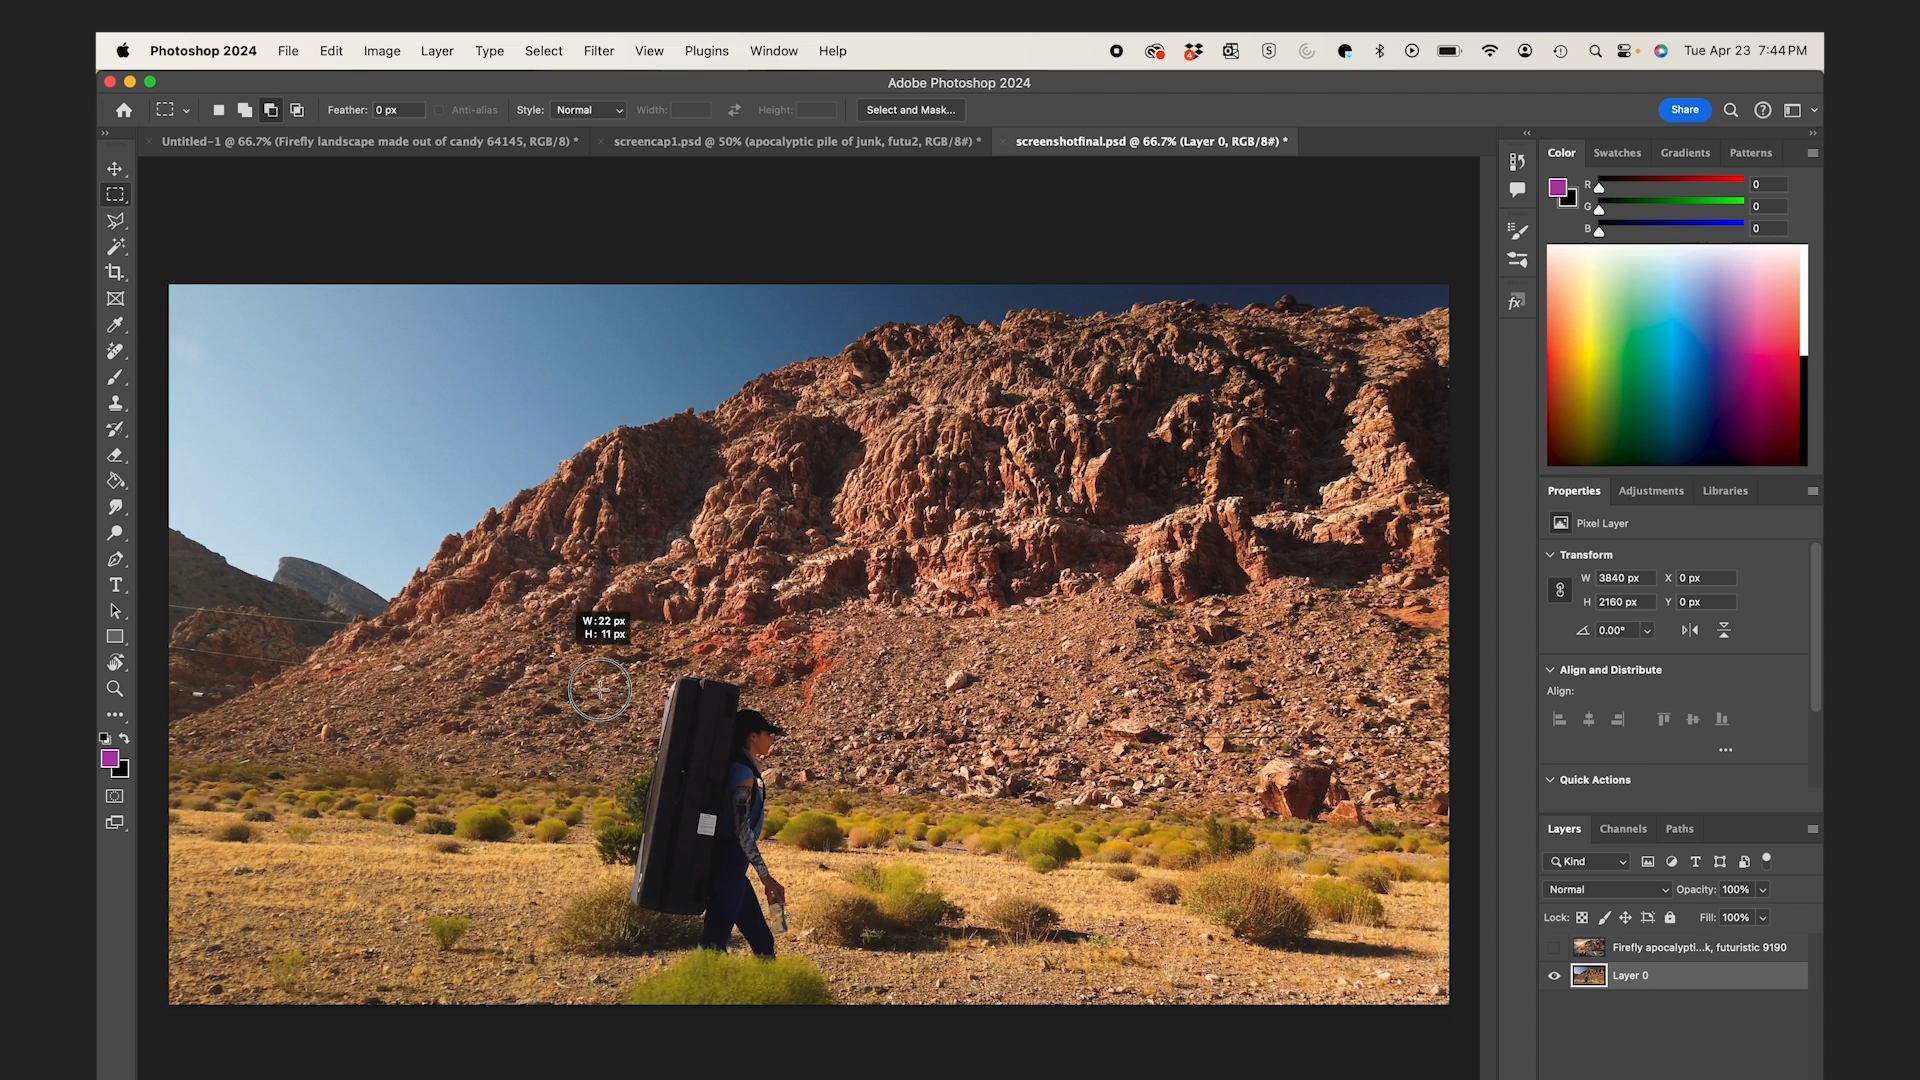 Photoshop 2024 File Edit Image Layer Type Select Filter View Plugins Window Help Tue Apr 23 7:44 PM
Adobe Photoshop 2024
Feather: 0 px Anti-alias Style: Normal Width: Height: Select and Mask... Share
Untitled-1 @ 66.7% (Firefly landscape made out of candy 64145, RGB/8) * screencap1.psd @ 50% (apocalyptic pile of junk, futu2, RGB/8#) * screenshotfinal.psd @ 66.7% (Layer 0, RGB/8#) *
Color Swatches Gradients Patterns
R 0
G 0
B 0
Properties Adjustments Libraries
Pixel Layer
Transform
W 3840 px X 0 px
H 2160 px Y 0 px
0.00°
Align and Distribute
Align:
Quick Actions
W: 22 px
H: 11 px
Layers Channels Paths
Kind
Normal Opacity: 100%
Lock: Fill: 100%
Firefly apocalypti...k, futuristic 9190
Layer 0